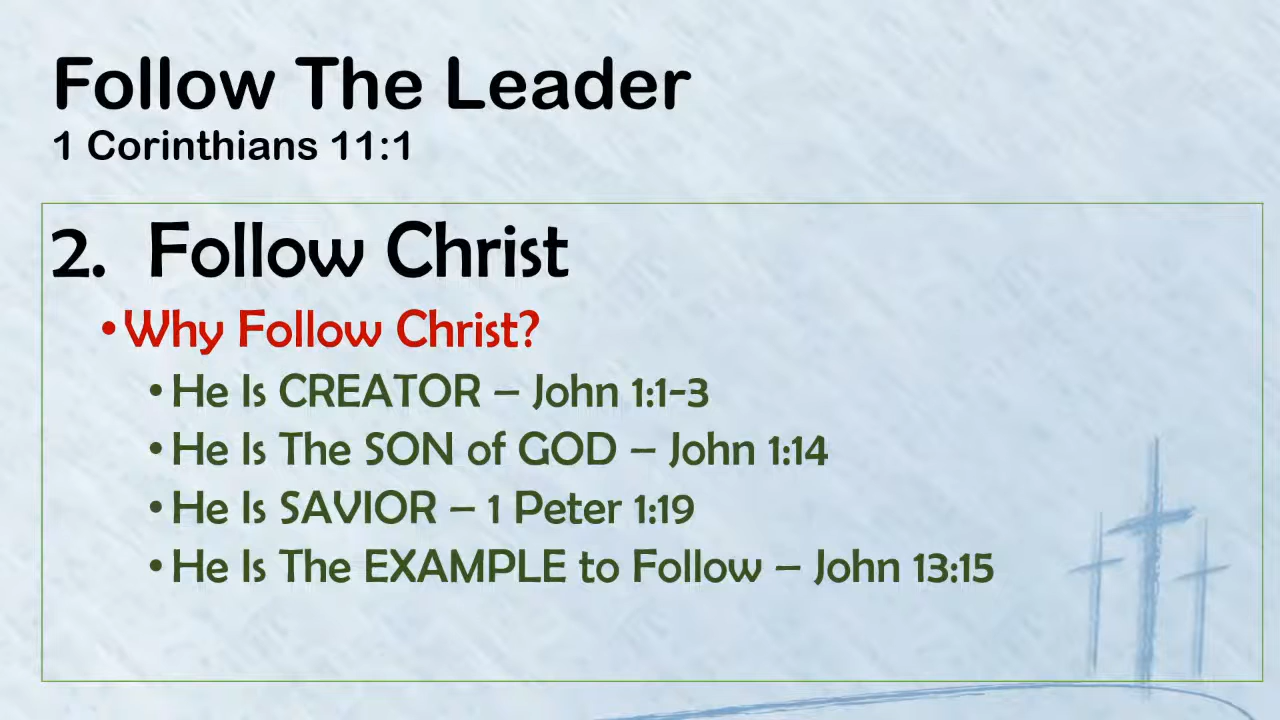 Follow The Leader
1 Corinthians 11:1
2. Follow Christ
•Why Follow Christ?
•He Is CREATOR – John 1:1-3
•He Is The SON of GOD – John 1:14
•He Is SAVIOR – 1 Peter 1:19
•He Is The EXAMPLE to Follow – John 13:15